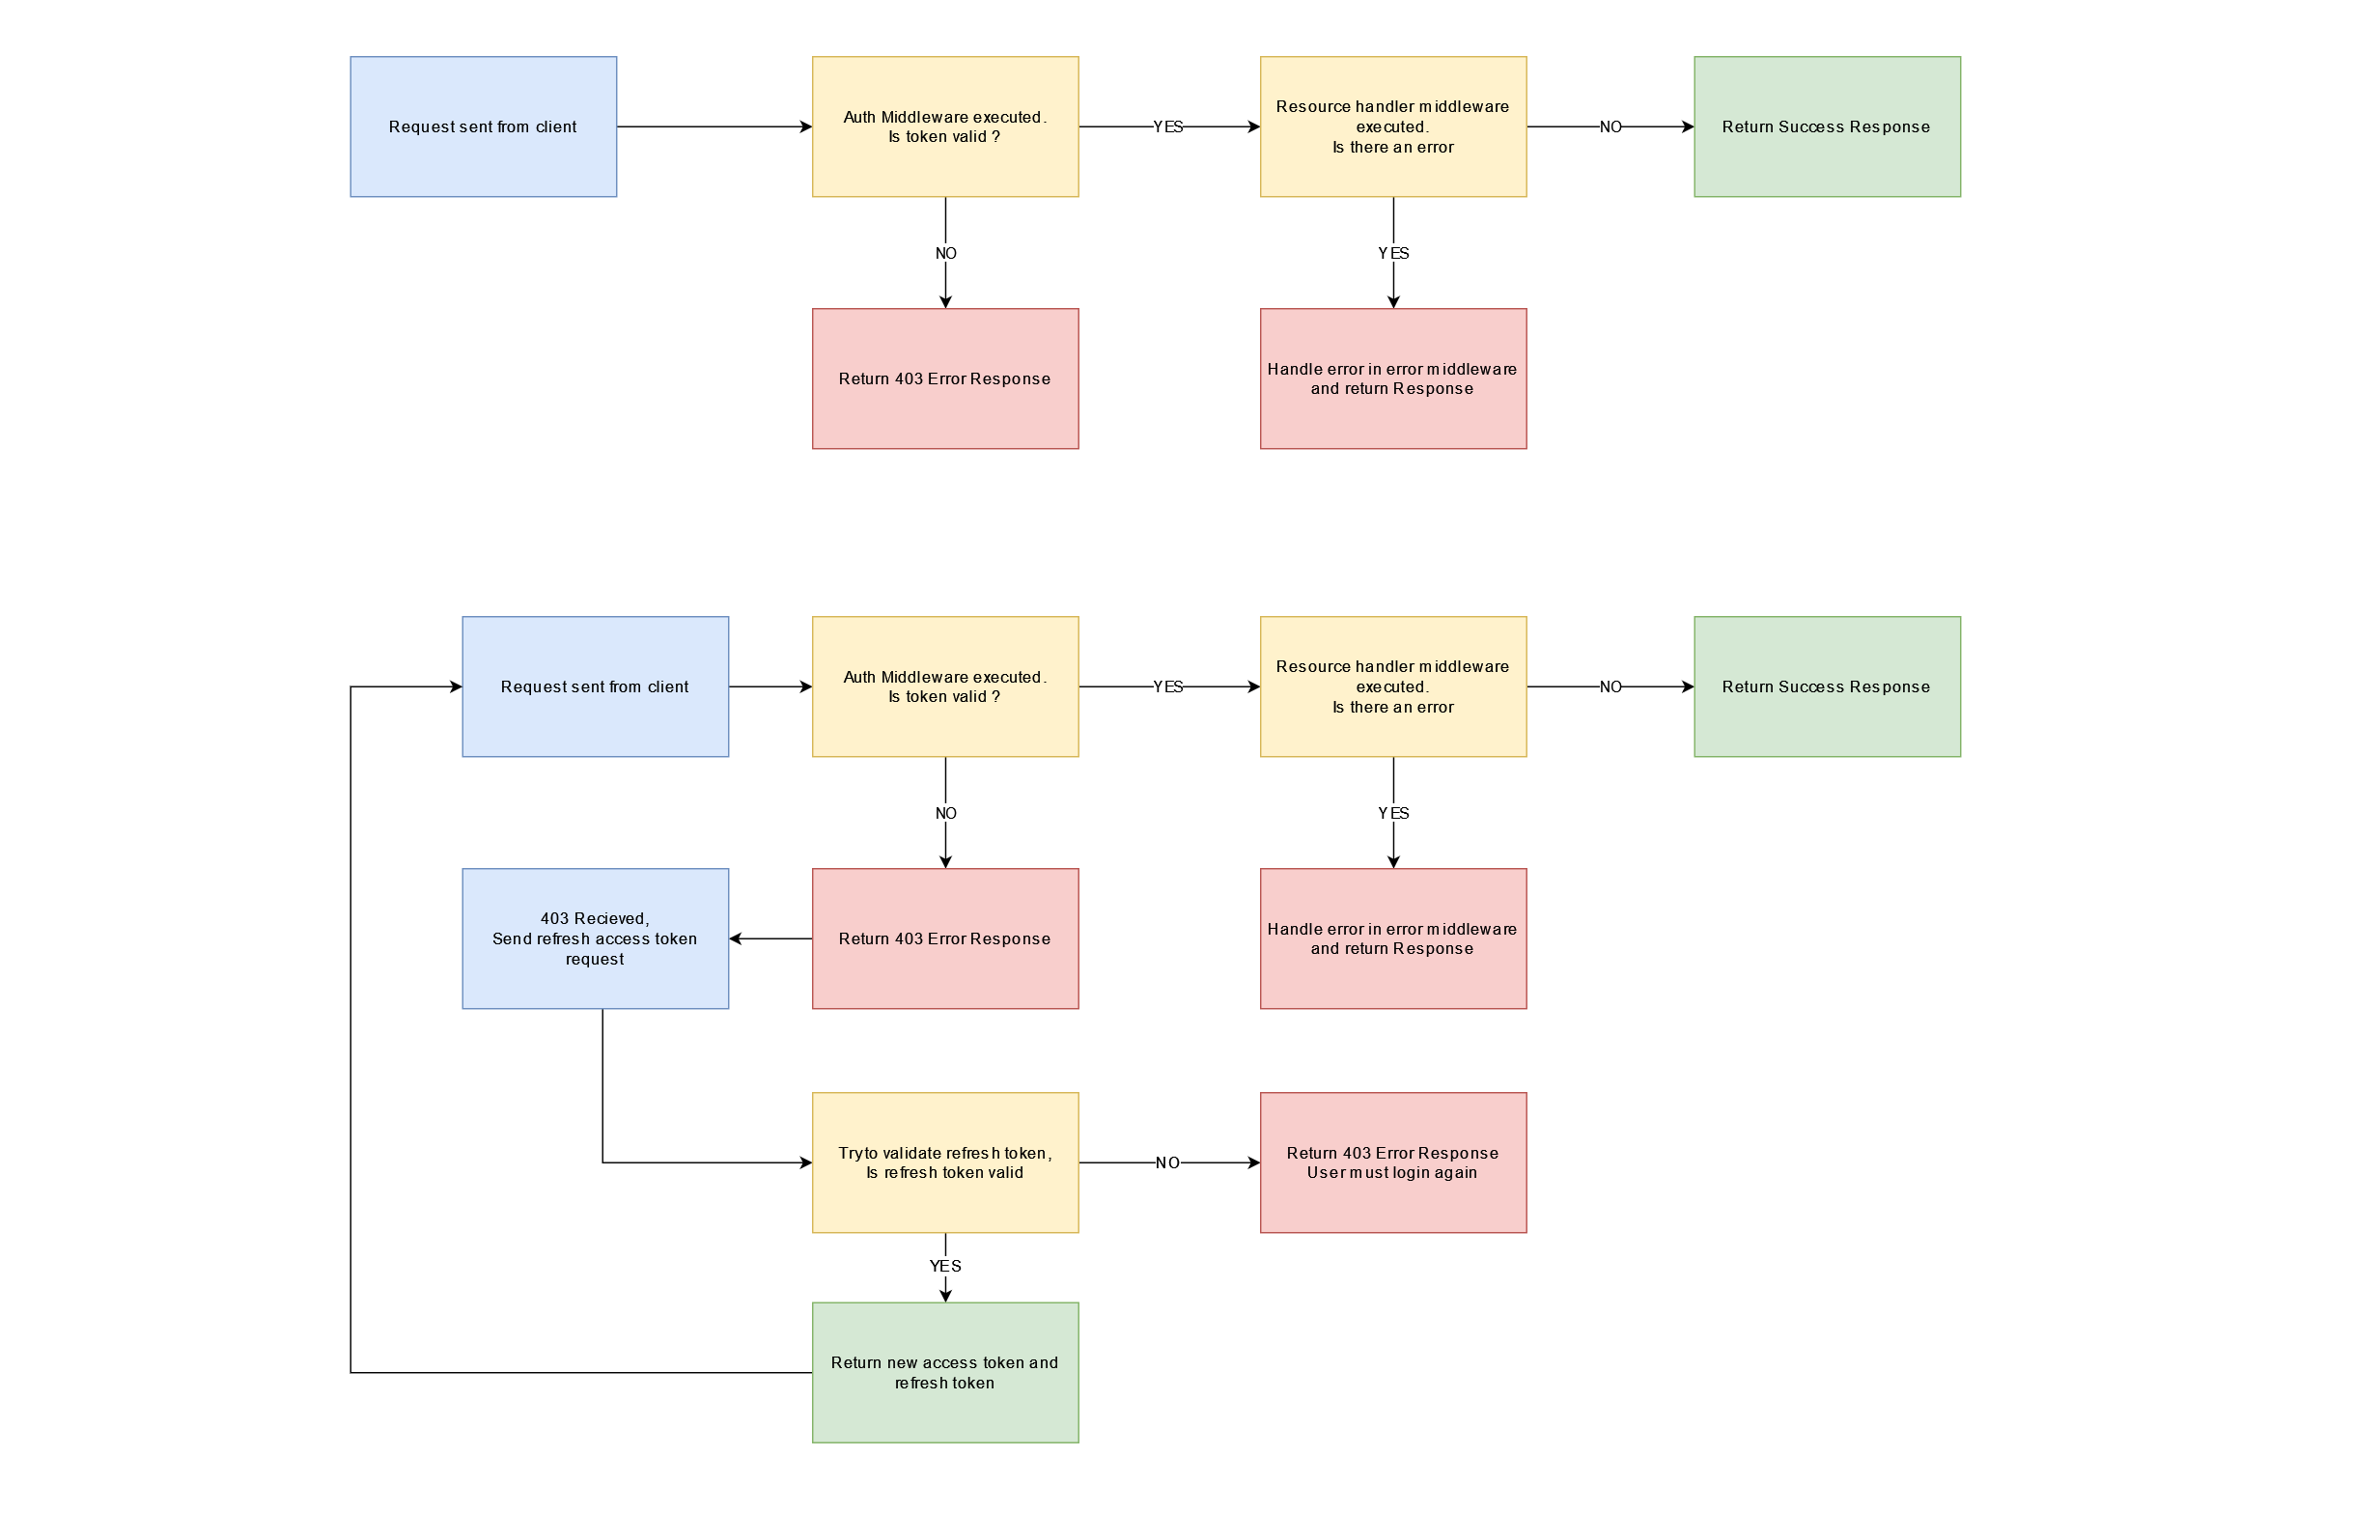 Request sent from client
Auth Middleware executed.
Is token valid ?
YES
Resource handler middleware
executed.
Is there an error
NO
Return Success Response
NO
YES
Return 403 Error Response
Handle error in error middleware
and return Response
Request sent from client
Auth Middleware executed.
Is token valid ?
YES
Resource handler middleware
executed.
Is there an error
NO
Return Success Response
NO
YES
403 Recieved,
Send refresh access token
request
Return 403 Error Response
Handle error in error middleware
and return Response
Try to validate refresh token,
Is refresh token valid
NO
Return 403 Error Response
User must login again
YES
Return new access token and
refresh token